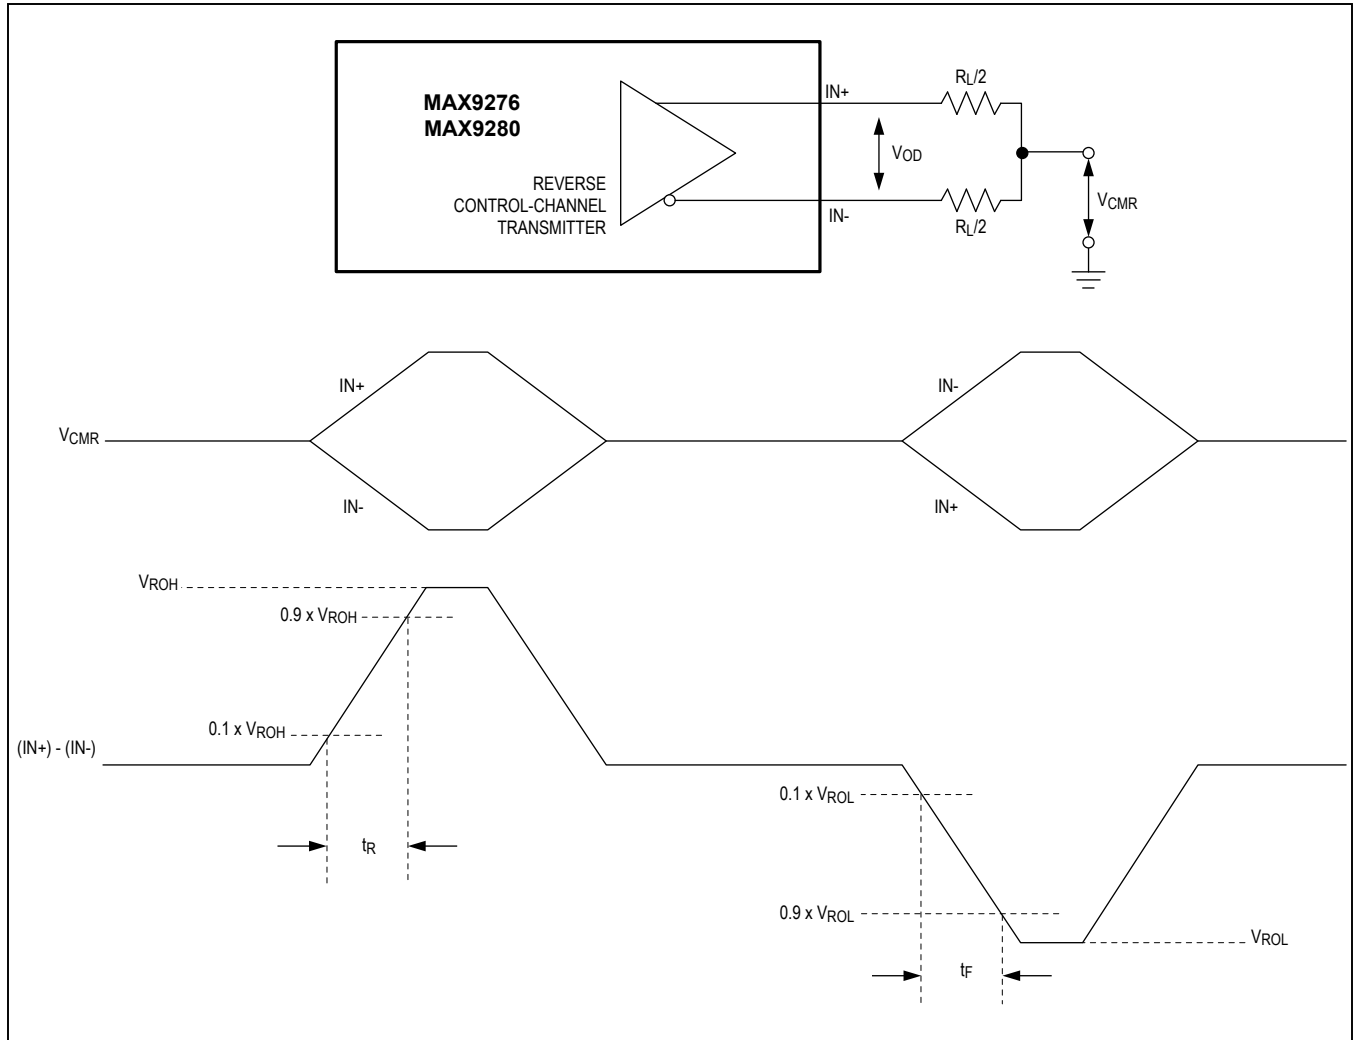 MAX9276
MAX9280
REVERSE
CONTROL-CHANNEL
TRANSMITTER
IN+
IN-
VOD
RL/2
RL/2
VCMR
VCMR
IN+
IN-
IN-
IN+
VROH
0.9 x VROH
0.1 x VROH
(IN+) - (IN-)
tR
0.1 x VROL
0.9 x VROL
VROL
tF